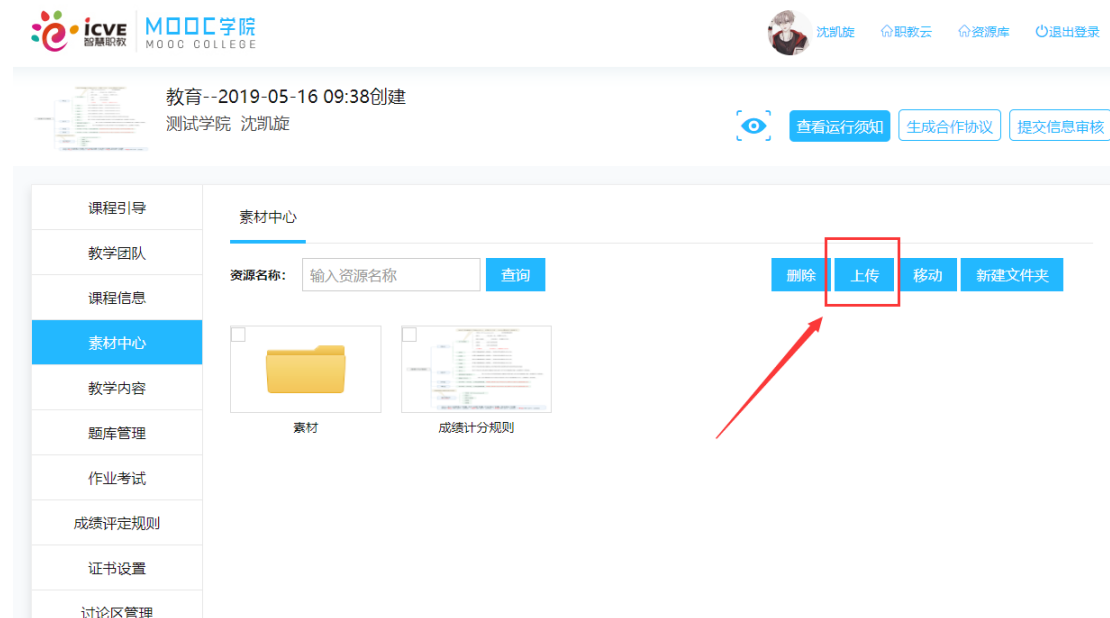 icve 智慧职教 MOOC学院 MOOC COLLEGE
沈凯旋 职教云 资源库 退出登录
教育--2019-05-16 09:38创建
测试学院 沈凯旋
查看运行须知 生成合作协议 提交信息审核
课程引导
教学团队
课程信息
素材中心
教学内容
题库管理
作业考试
成绩评定规则
证书设置
讨论区管理
素材中心
资源名称： 输入资源名称 查询 删除 上传 移动 新建文件夹
素材 成绩计分规则